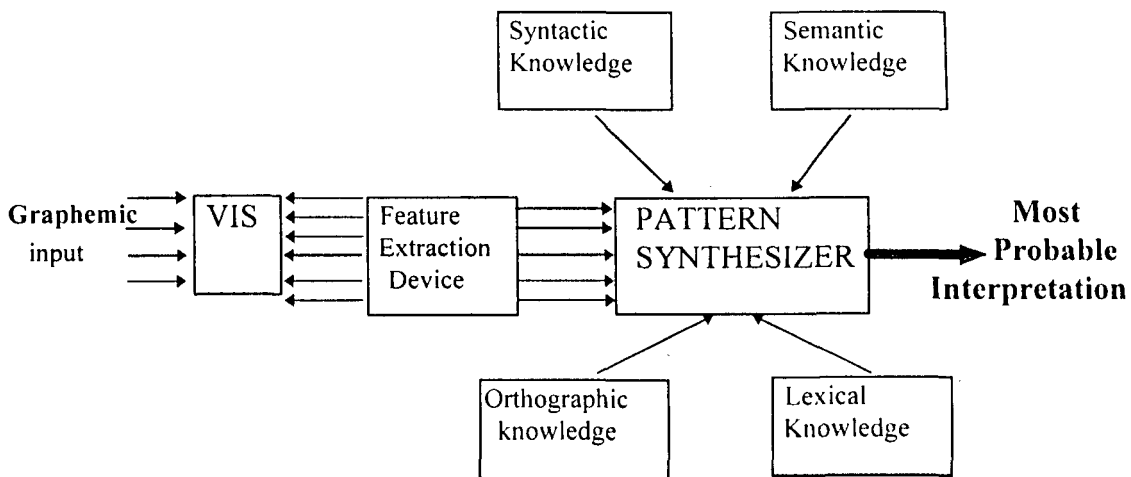 Syntactic
Knowledge
Semantic
Knowledge
Graphemic
input
VIS
Feature
Extraction
Device
PATTERN
SYNTHESIZER
Most
Probable
Interpretation
Orthographic
knowledge
Lexical
Knowledge